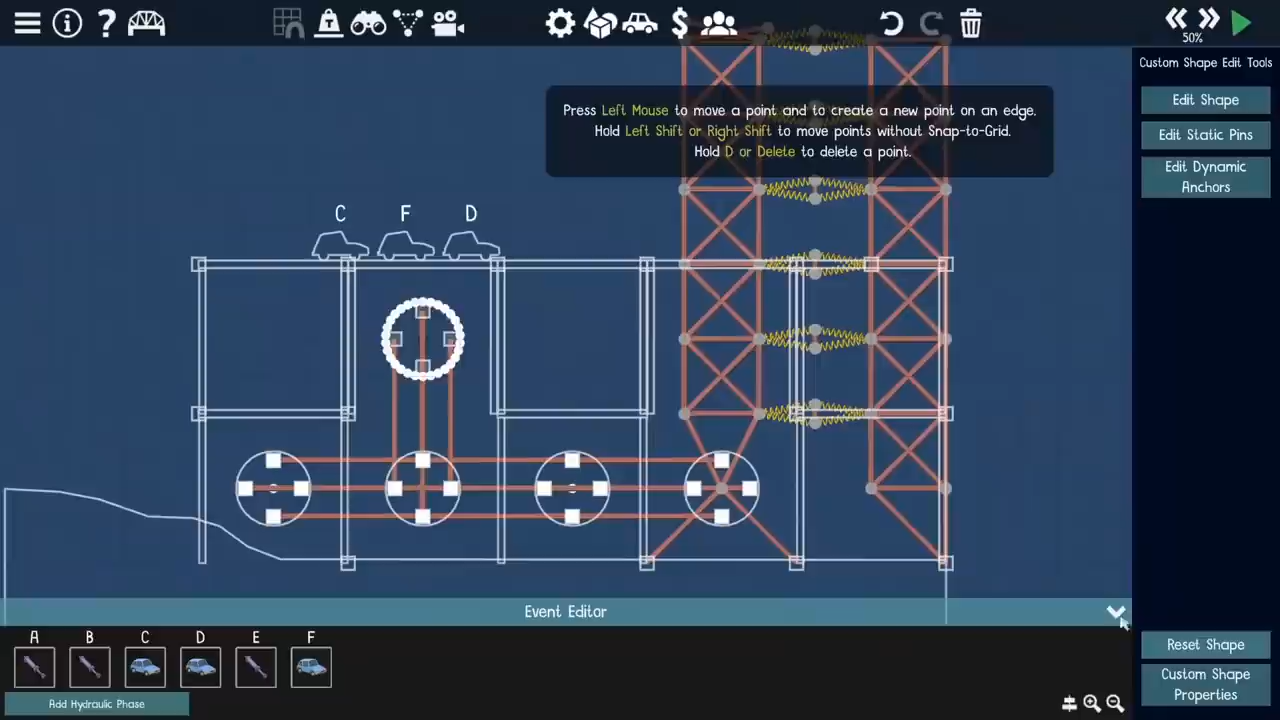 50%
Custom Shape Edit Tools
Press Left Mouse to move a point and to create a new point on an edge.
Hold Left Shift or Right Shift to move points without Snap-to-Grid.
Hold D or Delete to delete a point.
Edit Shape
Edit Static Pins
Edit Dynamic
Anchors
C F D
Event Editor
A B C D E F
Reset Shape
Custom Shape
Properties
Add Hydraulic Phase